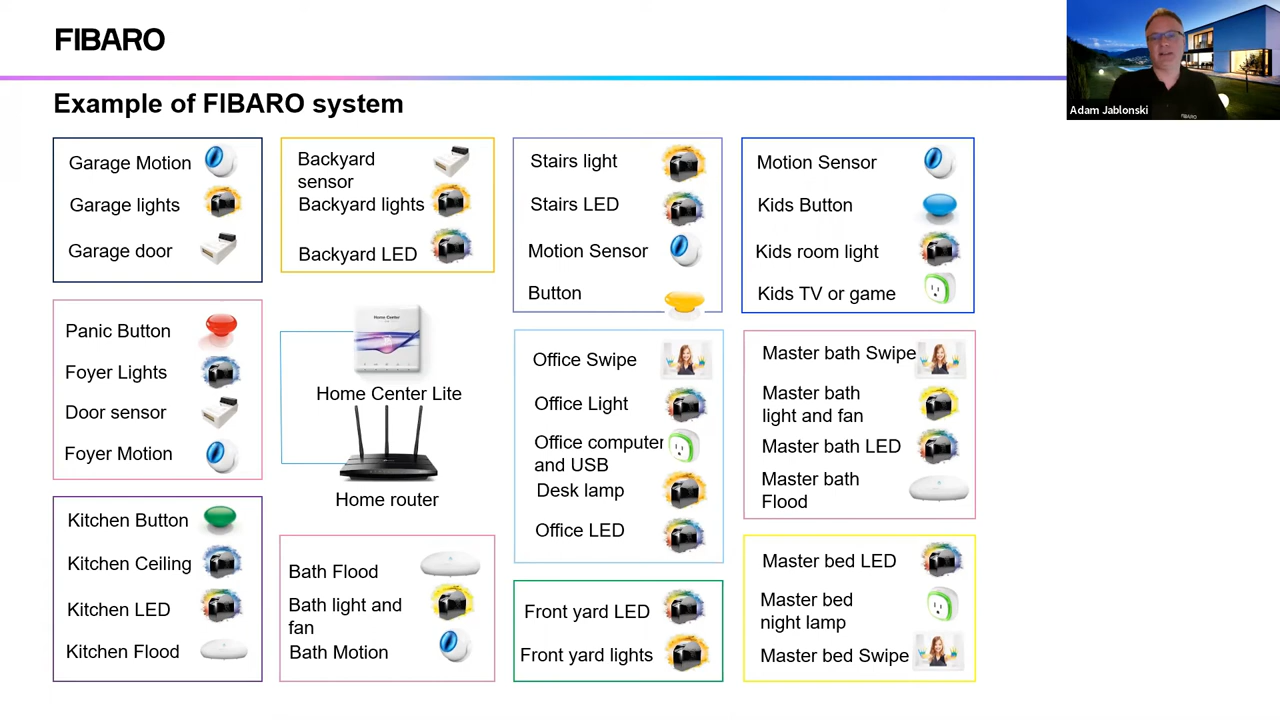 FIBARO
Adam Jablonski
Example of FIBARO system
Garage Motion
Garage lights
Garage door
Backyard
sensor
Backyard lights
Backyard LED
Stairs light
Stairs LED
Motion Sensor
Button
Motion Sensor
Kids Button
Kids room light
Kids TV or game
Panic Button
Foyer Lights
Door sensor
Foyer Motion
Home Center
Home Center Lite
Home router
Office Swipe
Office Light
Office computer
and USB
Desk lamp
Office LED
Master bath Swipe
Master bath
light and fan
Master bath LED
Master bath
Flood
Kitchen Button
Kitchen Ceiling
Kitchen LED
Kitchen Flood
Bath Flood
Bath light and
fan
Bath Motion
Front yard LED
Front yard lights
Master bed LED
Master bed
night lamp
Master bed Swipe